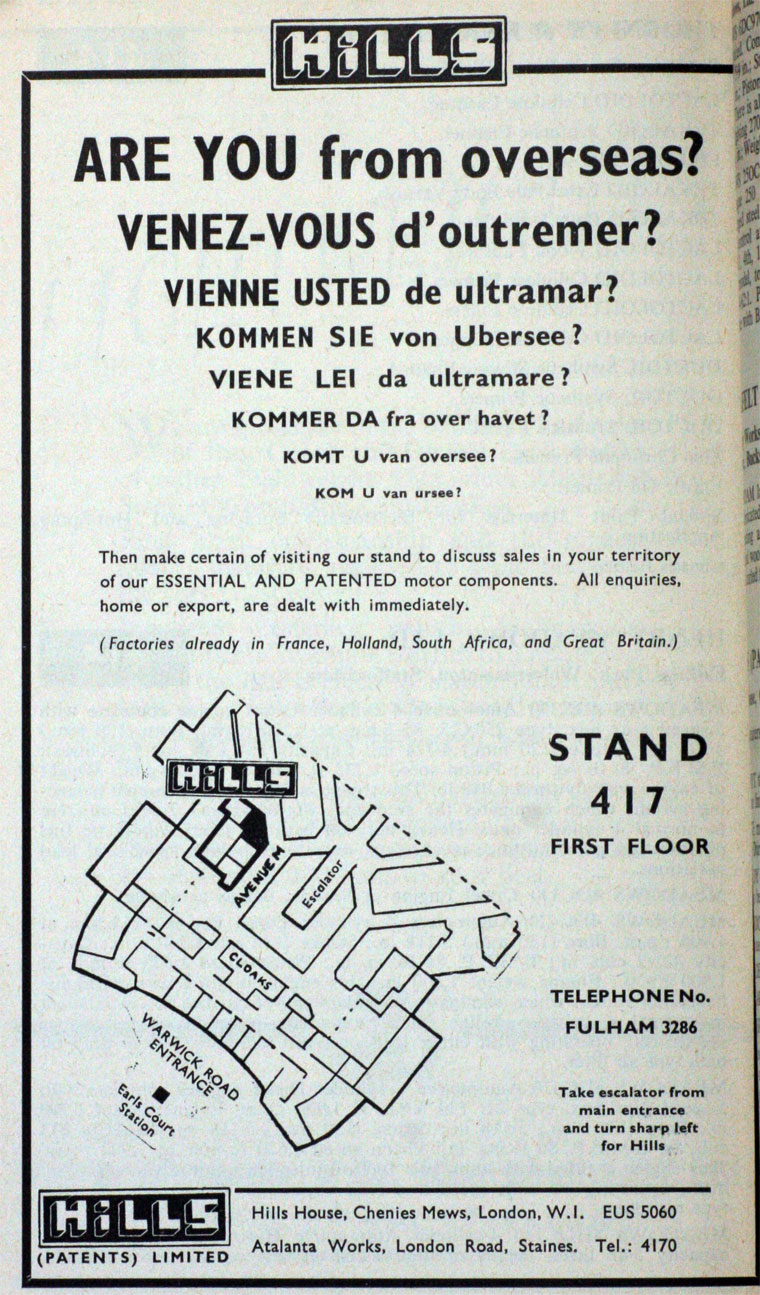 HILLS
ARE YOU from overseas?
VENEZ-VOUS d'outremer?
VIENNE USTED de ultramar?
KOMMEN SIE von Ubersee?
VIENE LEI da ultramare?
KOMMER DA fra over havet?
KOMT U van oversee?
KOM U van ursee?
Then make certain of visiting our stand to discuss sales in your territory
of our ESSENTIAL AND PATENTED motor components. All enquiries,
home or export, are dealt with immediately.
(Factories already in France, Holland, South Africa, and Great Britain.)
HILLS
AVENUE M
Escelator
CLOAKS
WARWICK ROAD
ENTRANCE
Earls Court
Station
STAND
417
FIRST FLOOR
TELEPHONE No.
FULHAM 3286
Take escalator from
main entrance
and turn sharp left
for Hills
HILLS
(PATENTS) LIMITED
Hills House, Chenies Mews, London, W.1. EUS 5060
Atalanta Works, London Road, Staines. Tel.: 4170